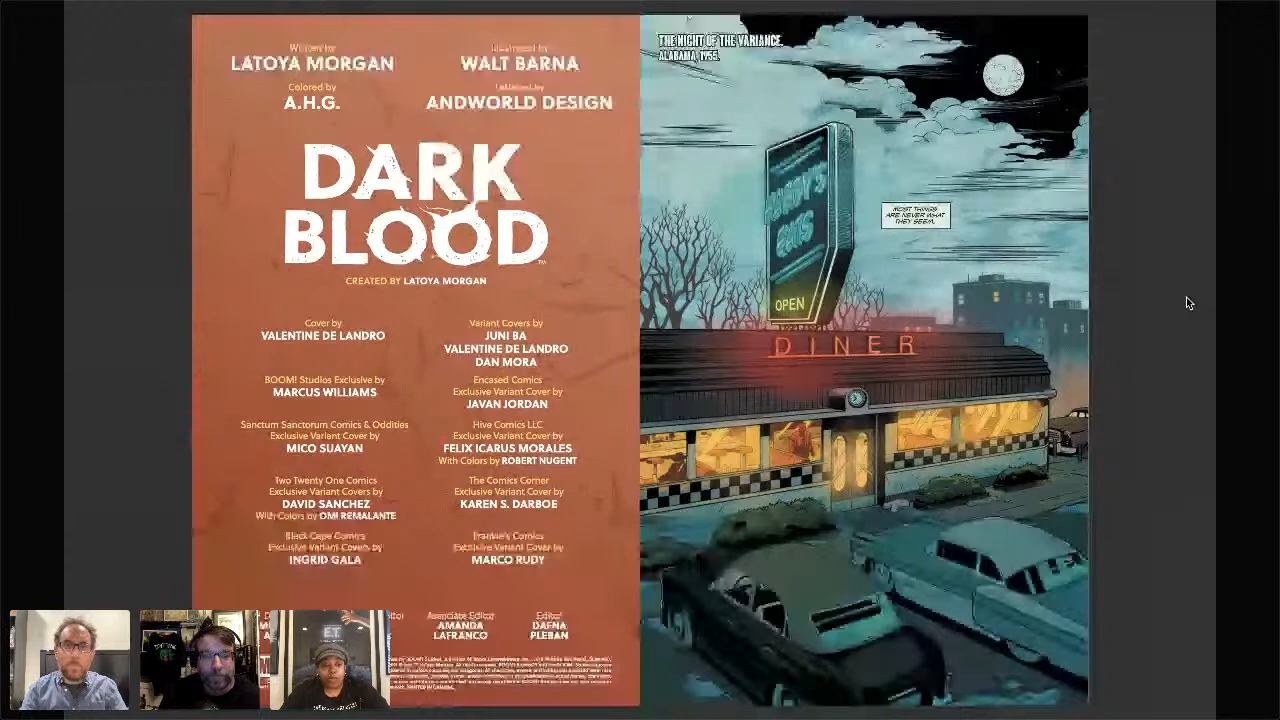 Written by
LATOYA MORGAN
Illustrated by
WALT BARNA
Colored by
A.H.G.
Lettered by
ANDWORLD DESIGN
DARK
BLOOD
TM
CREATED BY LATOYA MORGAN
Cover by
VALENTINE DE LANDRO
Variant Covers by
JUNI BA
VALENTINE DE LANDRO
DAN MORA
BOOM! Studios Exclusive by
MARCUS WILLIAMS
Encased Comics
Exclusive Variant Cover by
JAVAN JORDAN
Sanctum Sanctorum Comics & Oddities
Exclusive Variant Cover by
MICO SUAYAN
Hive Comics LLC
Exclusive Variant Cover by
FELIX ICARUS MORALES
With Colors by ROBERT NUGENT
Two Twenty One Comics
Exclusive Variant Covers by
DAVID SANCHEZ
With Colors by OMI REMALANTE
The Comics Corner
Exclusive Variant Cover by
KAREN S. DARBOE
Black Cape Comics
Exclusive Variant Covers by
INGRID GALA
Frankie's Comics
Exclusive Variant Cover by
MARCO RUDY
Associate Editor
AMANDA
LAFRANCO
Editor
DAFNA
PLEBAN
THE NIGHT OF THE VARIANCE.
ALABAMA, 1955.
MOST THINGS
ARE NEVER WHAT
THEY SEEM.
EATS
OPEN
DINER
E.T.